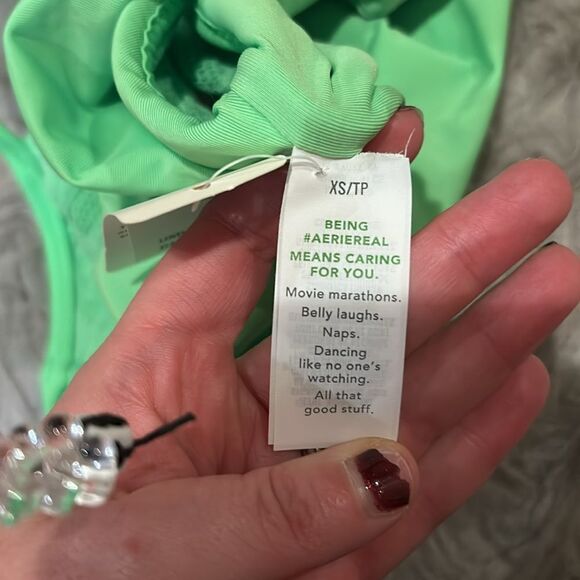 XS/TP
BEING
#AERIEREAL
MEANS CARING
FOR YOU.
Movie marathons.
Belly laughs.
Naps.
Dancing
like no one's
watching.
All that
good stuff.